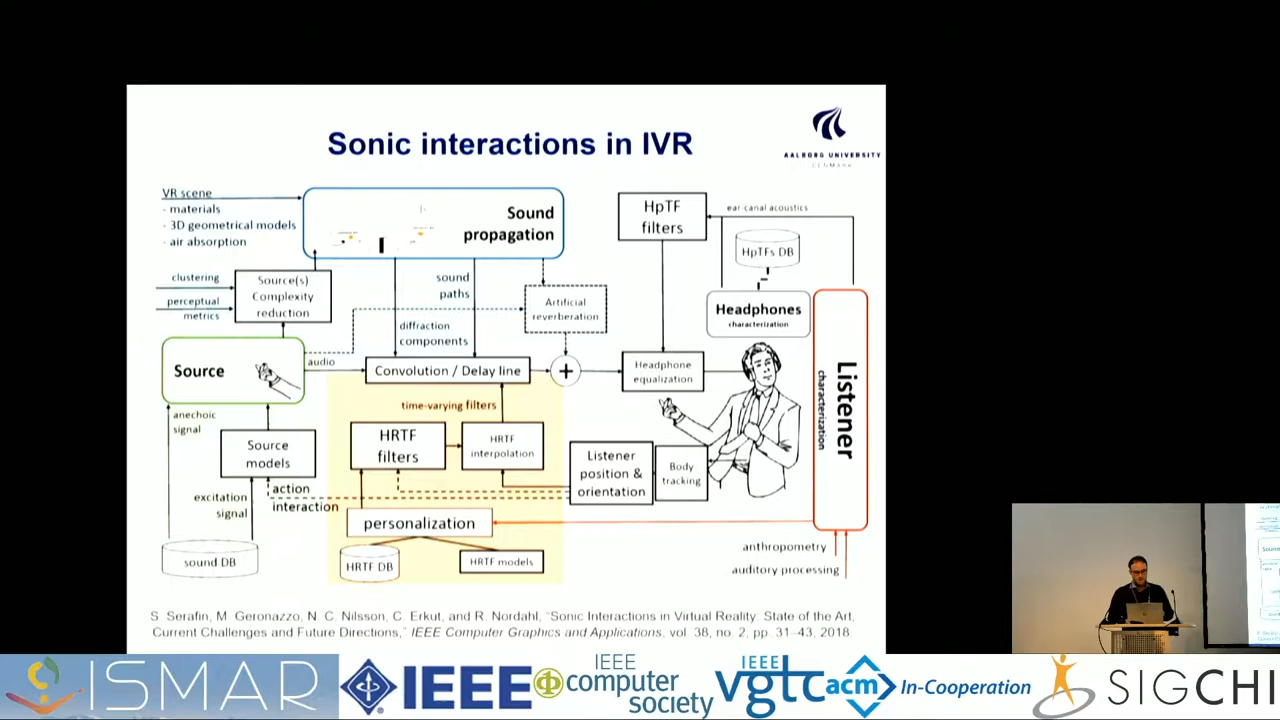 Sonic interactions in IVR
AALBORG UNIVERSITY
DENMARK
VR scene
- materials
- 3D geometrical models
- air absorption
Sound
propagation
HpTF
filters
ear-canal acoustics
HpTFs DB
clustering
perceptual
metrics
Source(s)
Complexity
reduction
sound
paths
Artificial
reverberation
Headphones
characterization
diffraction
components
Source
audio
Convolution / Delay line
+
Headphone
equalization
Listener
characterization
time-varying filters
anechoic
signal
Source
models
HRTF
filters
HRTF
interpolation
Listener
position &
orientation
Body
tracking
excitation
signal
action
interaction
personalization
sound DB
HRTF DB
HRTF models
anthropometry
auditory processing
S. Serafin, M. Geronazzo, N. C. Nilsson, C. Erkut, and R. Nordahl, "Sonic Interactions in Virtual Reality: State of the Art,
Current Challenges and Future Directions," IEEE Computer Graphics and Applications, vol. 38, no. 2, pp. 31–43, 2018.
ISMAR
IEEE
IEEE
computer
society
IEEE
vgtc
acm
In-Cooperation
SIGCHI